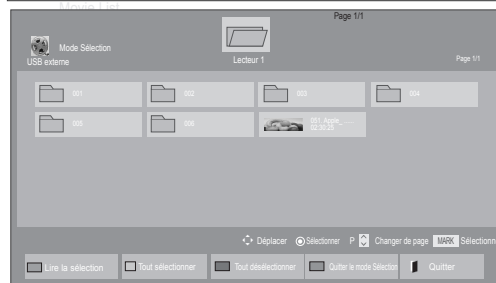 Movie List
Page 1/1
Mode Sélection
USB externe
Lecteur 1
Page 1/1
001 002 003 004
005 006 051. Apple_ ......
02:30:25
Déplacer Sélectionner P Changer de page MARK Sélectionn
Lire la sélection Tout sélectionner Tout désélectionner Quitter le mode Sélection Quitter